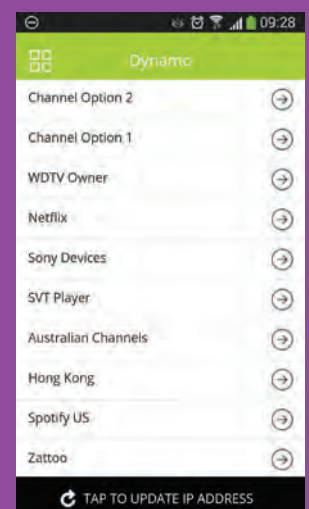 09:28
Dynamo
Channel Option 2
Channel Option 1
WDTV Owner
Netflix
Sony Devices
SVT Player
Australian Channels
Hong Kong
Spotify US
Zattoo
TAP TO UPDATE IP ADDRESS